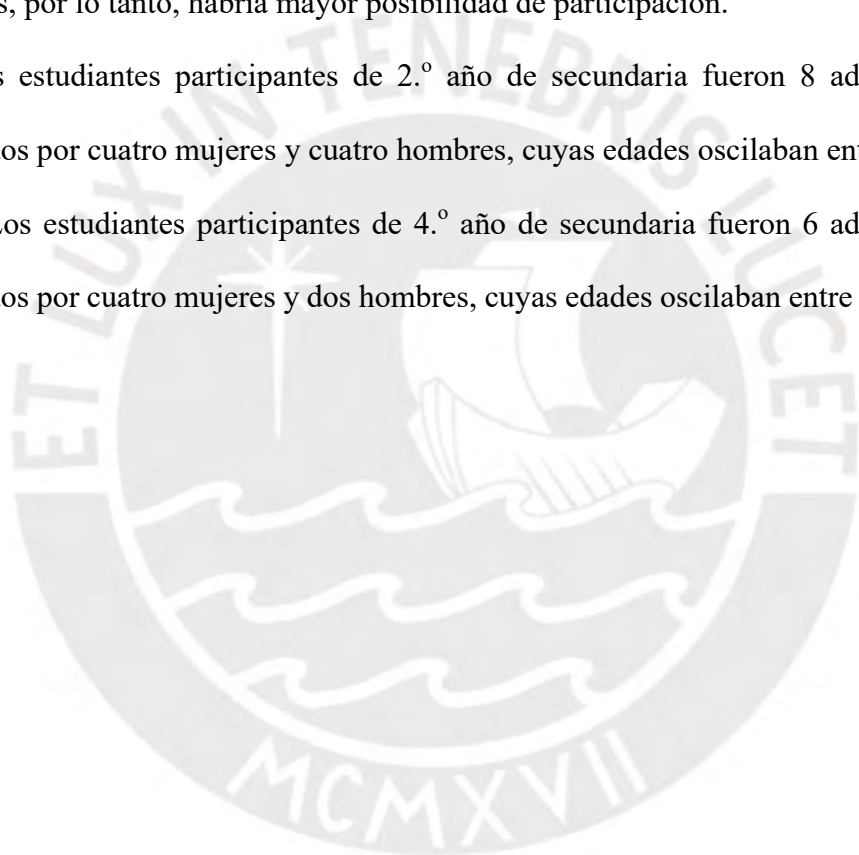 s, por lo tanto, habría mayor posibilidad de participación.
s estudiantes participantes de 2.º año de secundaria fueron 8 ad
os por cuatro mujeres y cuatro hombres, cuyas edades oscilaban ent
Los estudiantes participantes de 4.º año de secundaria fueron 6 ad
os por cuatro mujeres y dos hombres, cuyas edades oscilaban entre
ET LUX IN TENEBRIS LUCET
MCMXVII